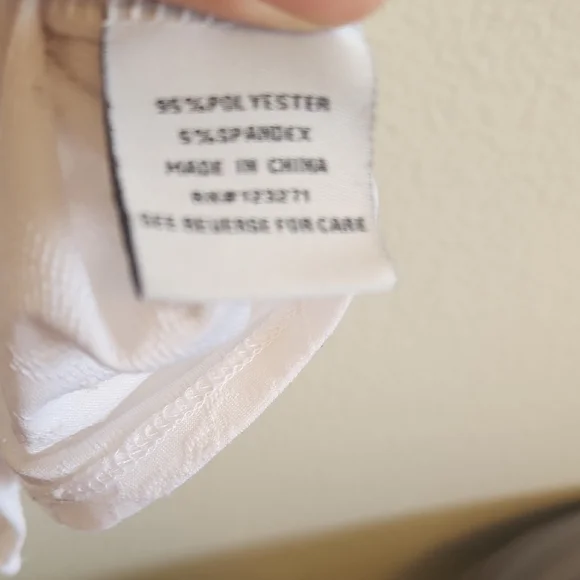 95%POLYESTER
5%SPANDEX
MADE IN CHINA
RN#123271
SEE REVERSE FOR CARE